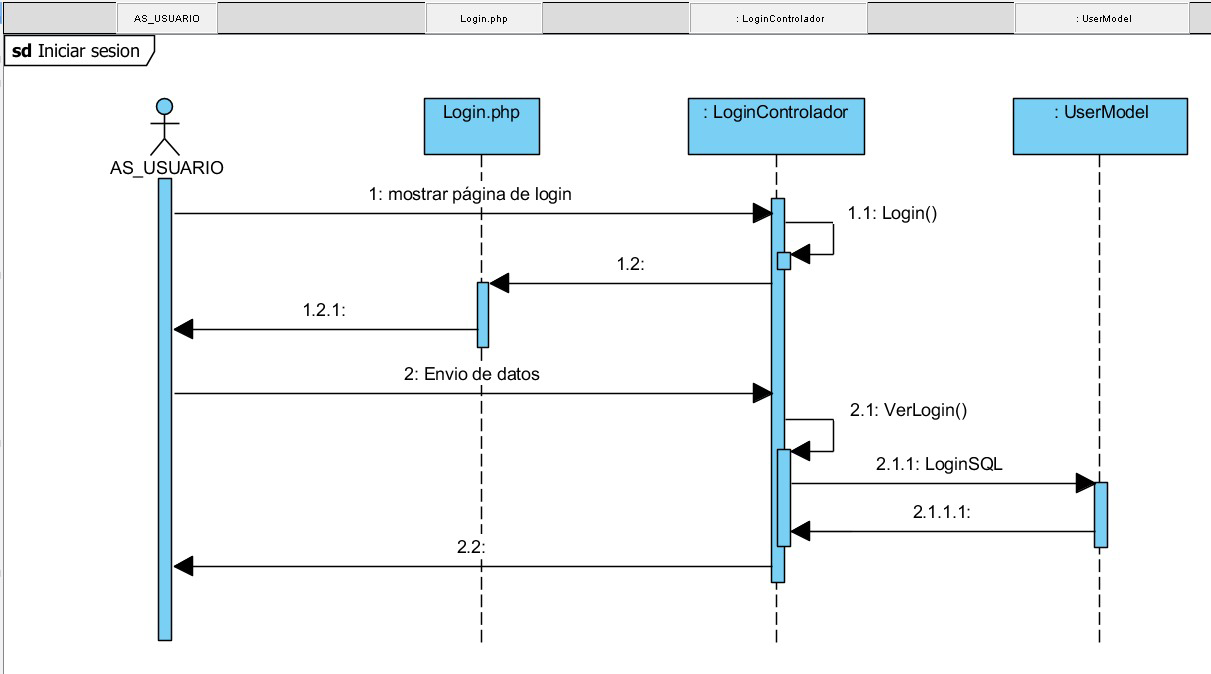 AS_USUARIO
Login.php
: LoginControlador
: UserModel
sd Iniciar sesion
Login.php
: LoginControlador
: UserModel
AS_USUARIO
1: mostrar página de login
1.1: Login()
1.2:
1.2.1:
2: Envio de datos
2.1: VerLogin()
2.1.1: LoginSQL
2.1.1.1:
2.2: